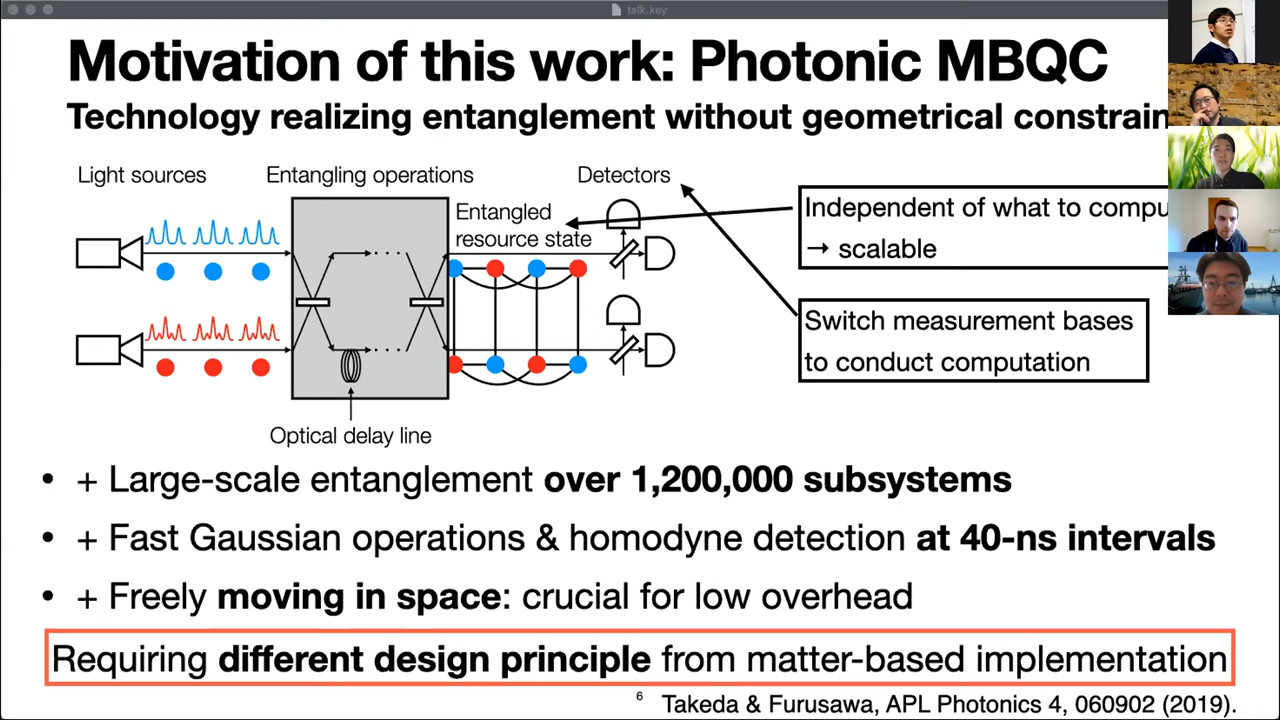 talk.key
Motivation of this work: Photonic MBQC
Technology realizing entanglement without geometrical constrain
Light sources
Entangling operations
Detectors
Entangled
resource state
Independent of what to compu
→ scalable
Switch measurement bases
to conduct computation
Optical delay line
• + Large-scale entanglement over 1,200,000 subsystems
• + Fast Gaussian operations & homodyne detection at 40-ns intervals
• + Freely moving in space: crucial for low overhead
Requiring different design principle from matter-based implementation
6 Takeda & Furusawa, APL Photonics 4, 060902 (2019).